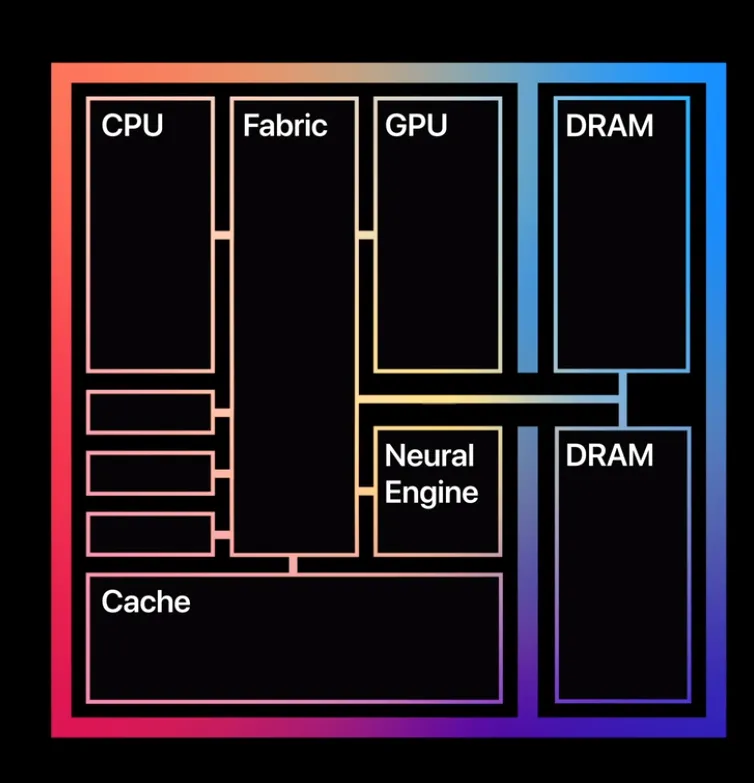 CPU
Fabric
GPU
DRAM
Neural
Engine
DRAM
Cache